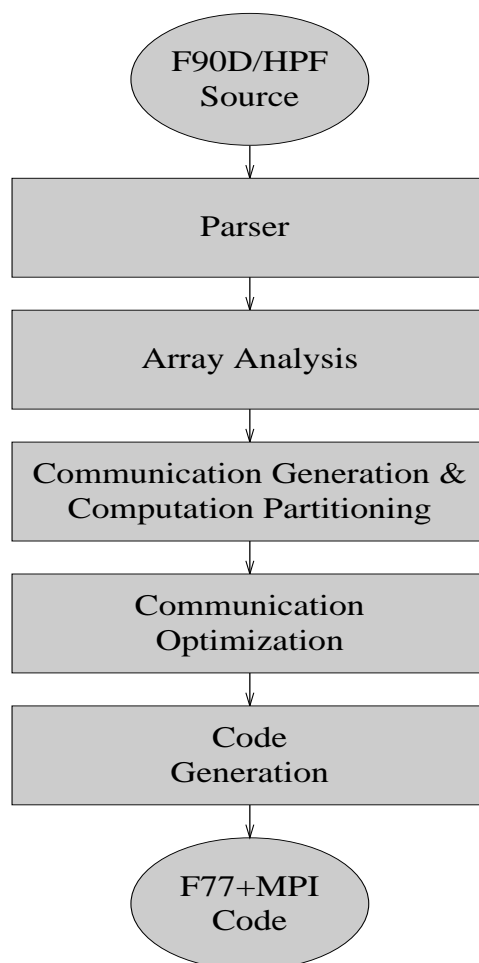 F90D/HPF
Source
Parser
Array Analysis
Communication Generation &
Computation Partitioning
Communication
Optimization
Code
Generation
F77+MPI
Code